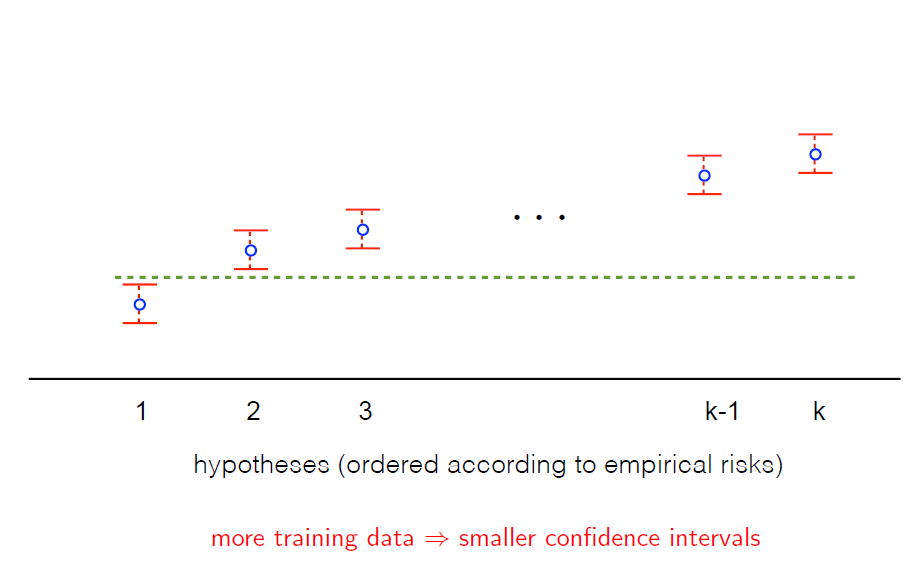 . . .
1 2 3 k-1 k
hypotheses (ordered according to empirical risks)
more training data ⇒ smaller confidence intervals